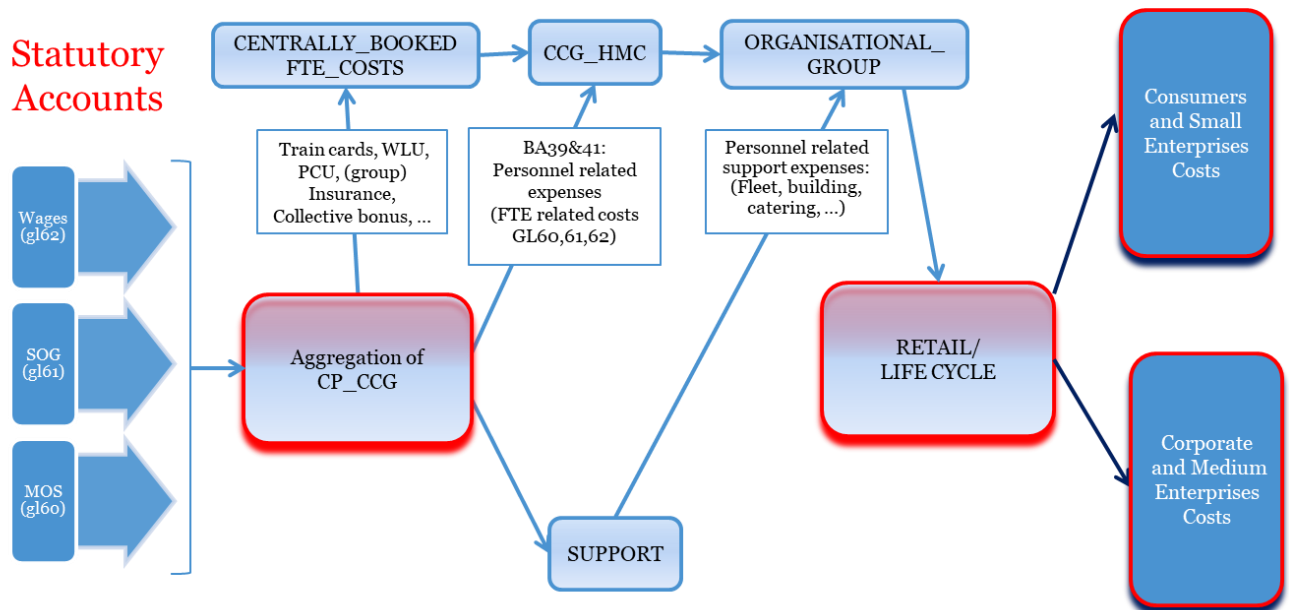 Statutory
Accounts
CENTRALLY_BOOKED
FTE_COSTS
CCG_HMC
ORGANISATIONAL_
GROUP
Consumers
and Small
Enterprises
Costs
Train cards, WLU,
PCU, (group)
Insurance,
Collective bonus, ...
BA39&41:
Personnel related
expenses
(FTE related costs
GL60,61,62)
Personnel related
support expenses:
(Fleet, building,
catering, ...)
Wages
(gl62)
SOG
(gl61)
MOS
(gl60)
Aggregation of
CP_CCG
RETAIL/
LIFE CYCLE
Corporate
and Medium
Enterprises
Costs
SUPPORT